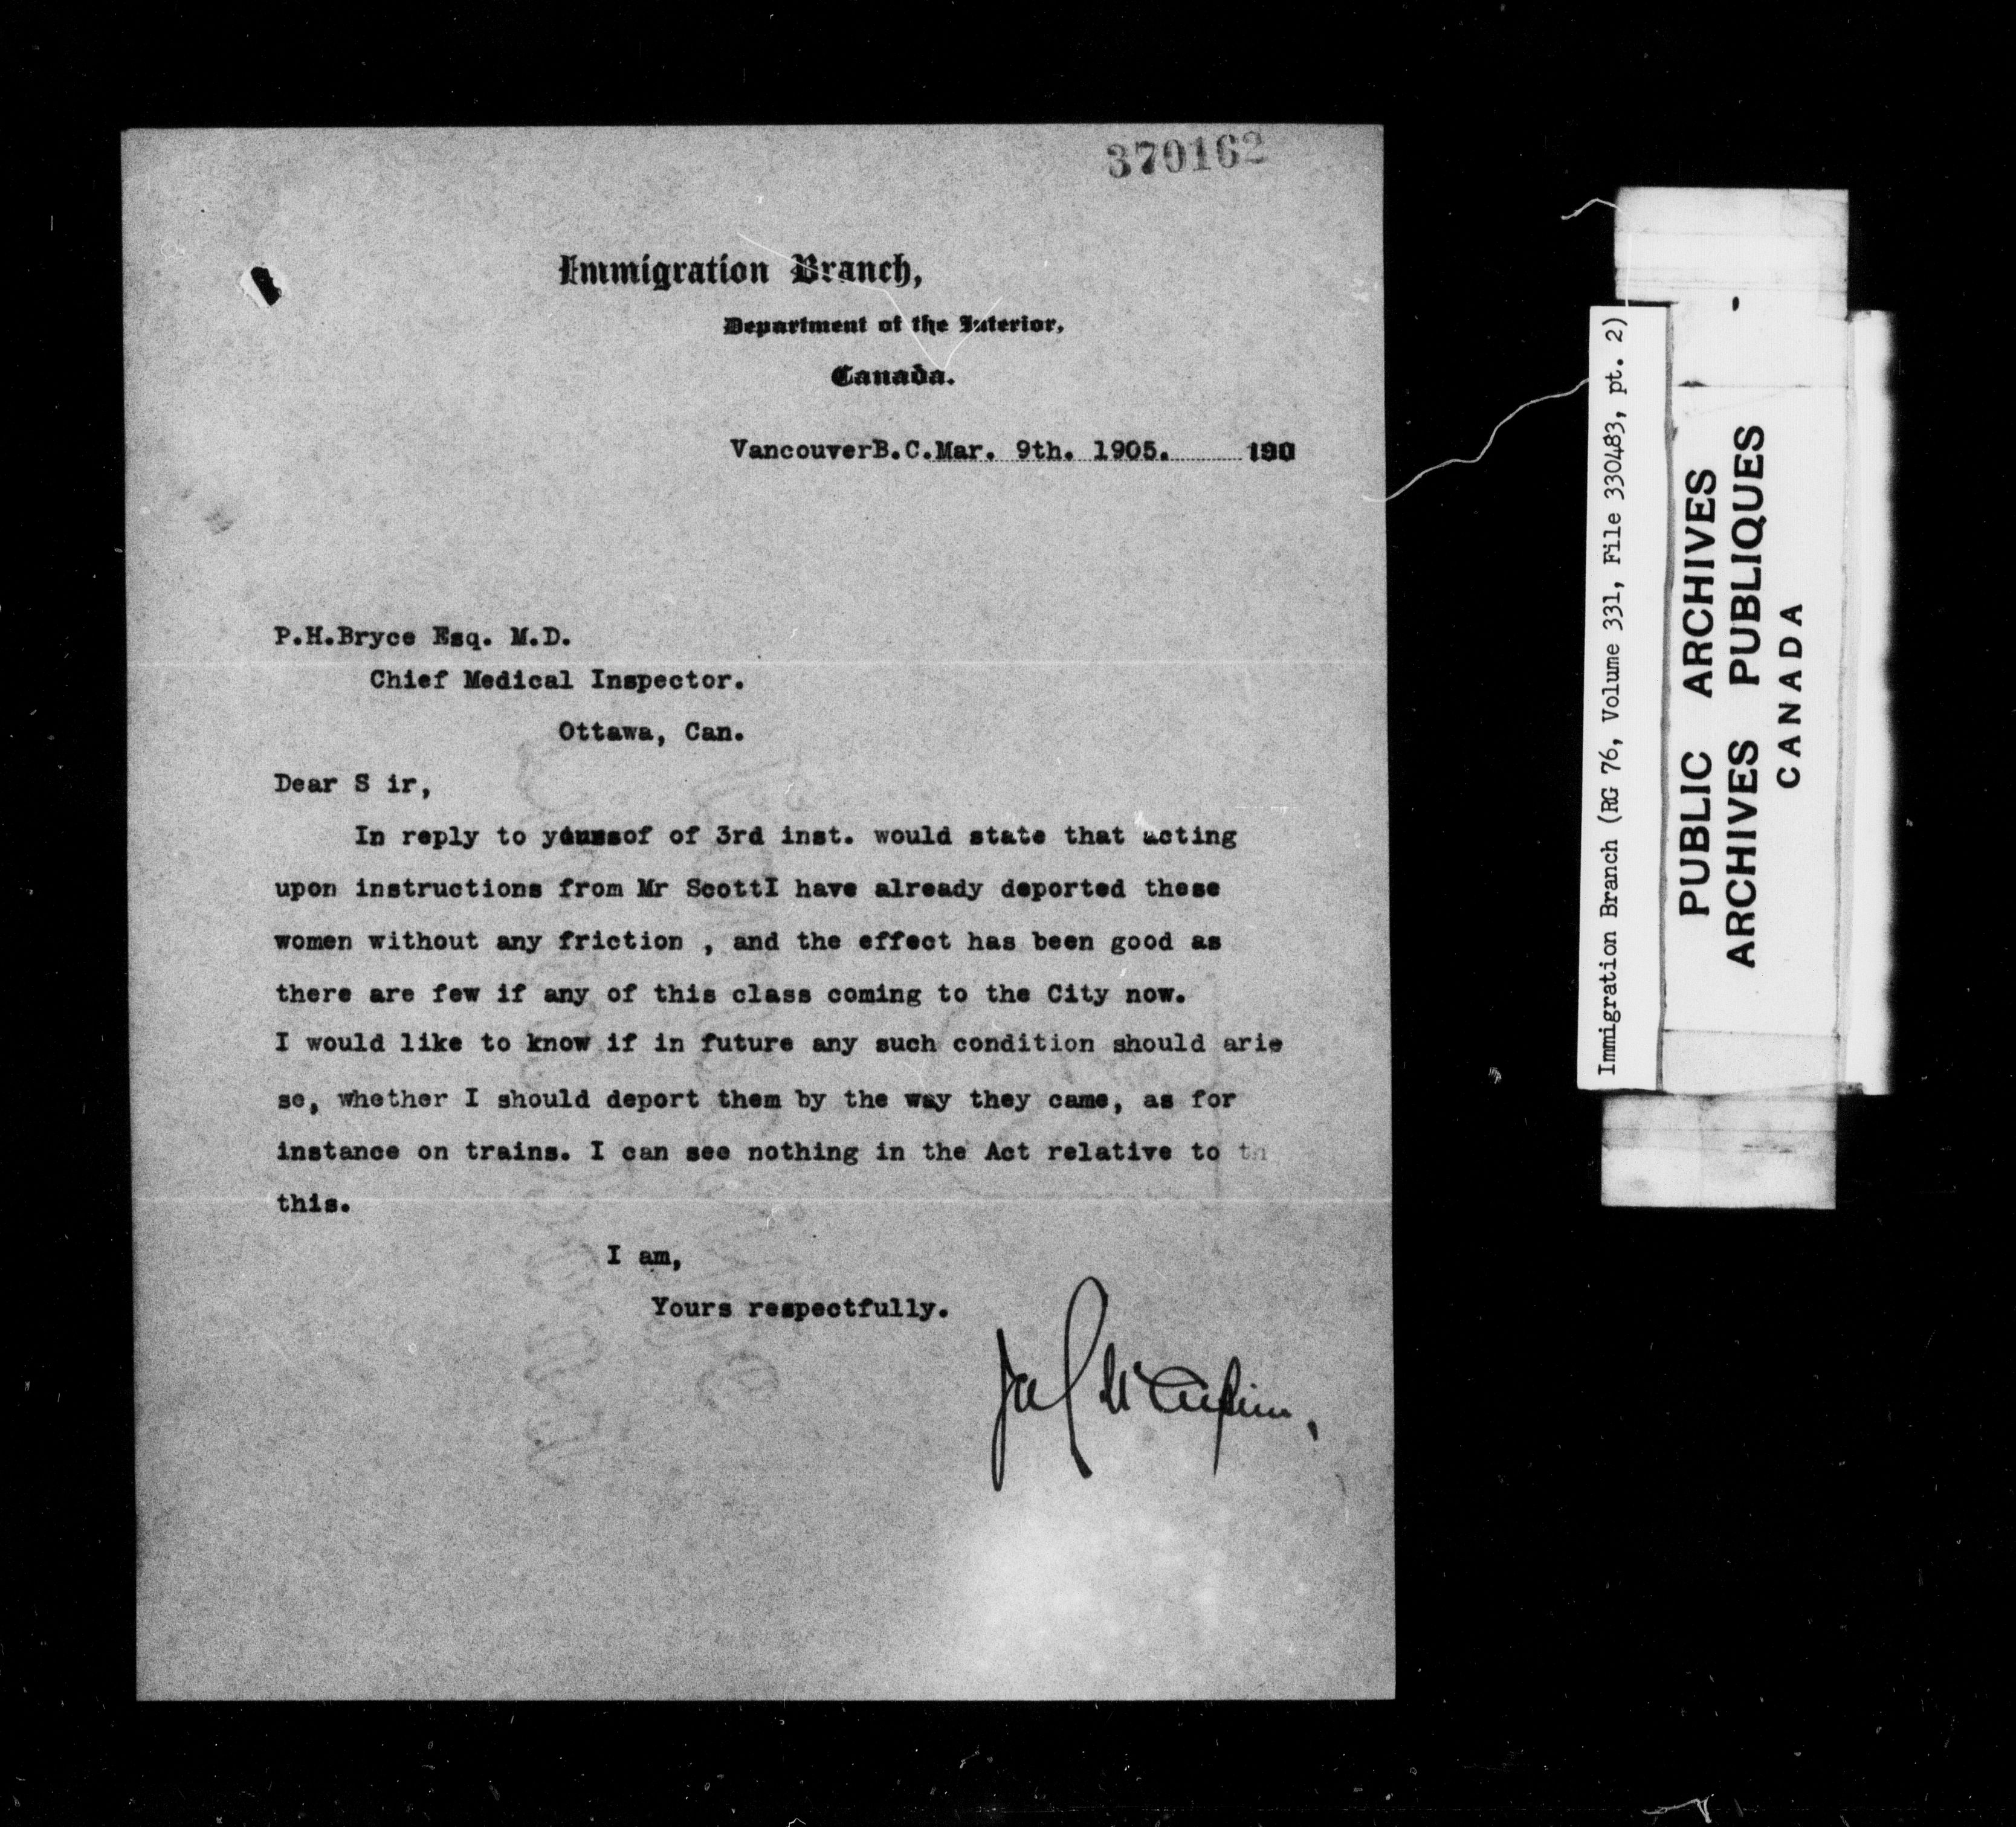 370162
Immigration Branch,
Department of the Interior,
Canada.
VancouverB.C.Mar. 9th. 1905. 190
P.H.Bryce Esq. M.D.
Chief Medical Inspector.
Ottawa, Can.
Dear S ir,
In reply to of 3rd inst. would state that acting
upon instructions from Mr ScottI have already deported these
women without any friction , and the effect has been good as
there are few if any of this class coming to the City now.
I would like to know if in future any such condition should arie
se, whether I should deport them by the way they came, as for
instance on trains. I can see nothing in the Act relative to th
this.
I am,
Yours respectfully.
Immigration Branch (RG 76, Volume 331, File 330483, pt. 2)
PUBLIC ARCHIVES
ARCHIVES PUBLIQUES
CANADA